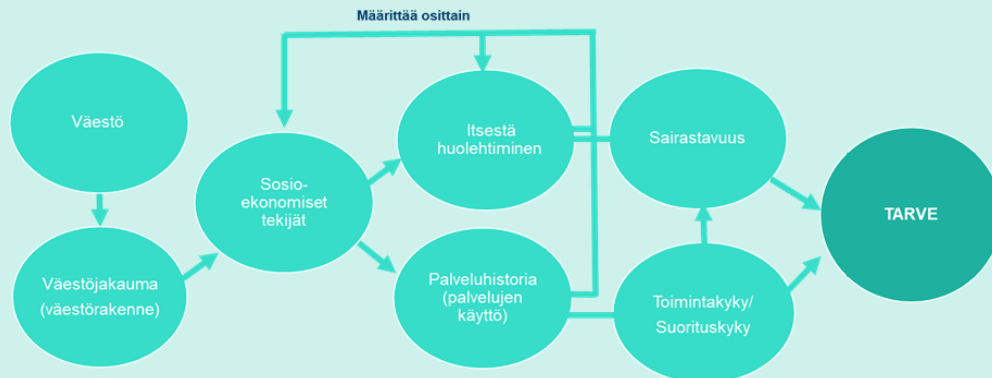 Määrittää osittain
Väestö
Väestöjakauma
(väestörakenne)
Sosio-
ekonomiset
tekijät
Itsestä
huolehtiminen
Palveluhistoria
(palvelujen
käyttö)
Sairastavuus
Toimintakyky/
Suorituskyky
TARVE